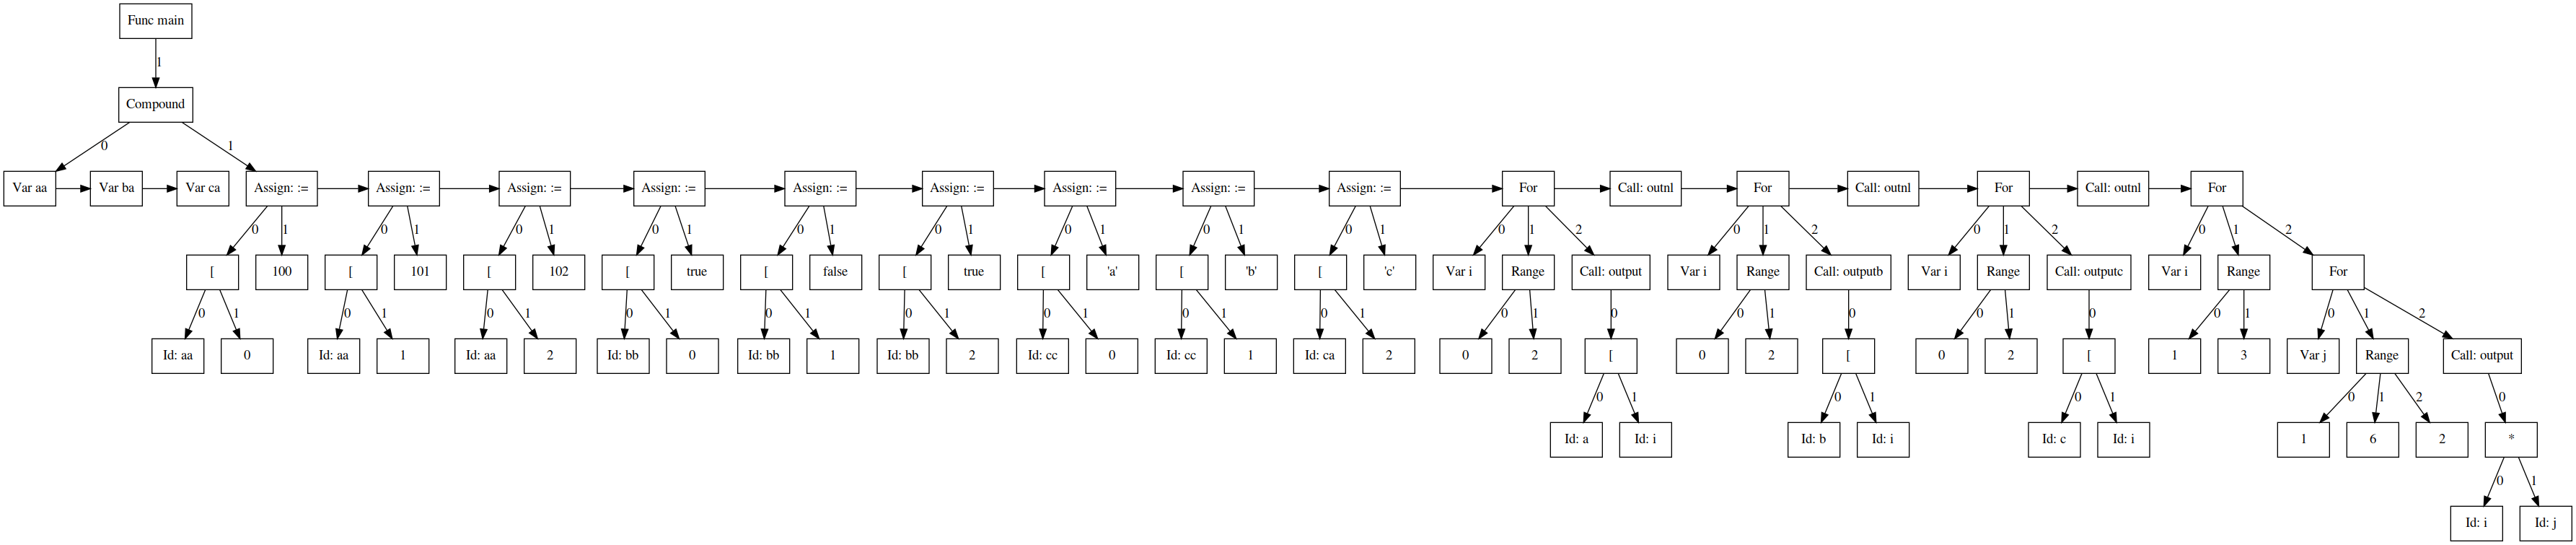 Func main
1
Compound
0 1
Var aa Var ba Var ca Assign: := Assign: := Assign: := Assign: := Assign: := Assign: := Assign: := Assign: := Assign: := For Call: outnl For Call: outnl For Call: outnl For
0 1 0 1 0 1 0 1 0 1 0 1 0 1 0 1 0 1 0 1 2 0 1 2 0 1 2 0 1 2
[ 100 [ 101 [ 102 [ true [ false [ true [ 'a' [ 'b' [ 'c' Var i Range Call: output Var i Range Call: outputb Var i Range Call: outputc Var i Range For
0 1 0 1 0 1 0 1 0 1 0 1 0 1 0 1 0 1 0 1 0 0 1 0 0 1 0 0 1 0 1 2
Id: aa 0 Id: aa 1 Id: aa 2 Id: bb 0 Id: bb 1 Id: bb 2 Id: cc 0 Id: cc 1 Id: ca 2 0 2 [ 0 2 [ 0 2 [ 1 3 Var j Range Call: output
0 1 0 1 0 1 0 1 2 0
Id: a Id: i Id: b Id: i Id: c Id: i 1 6 2 *
0 1
Id: i Id: j